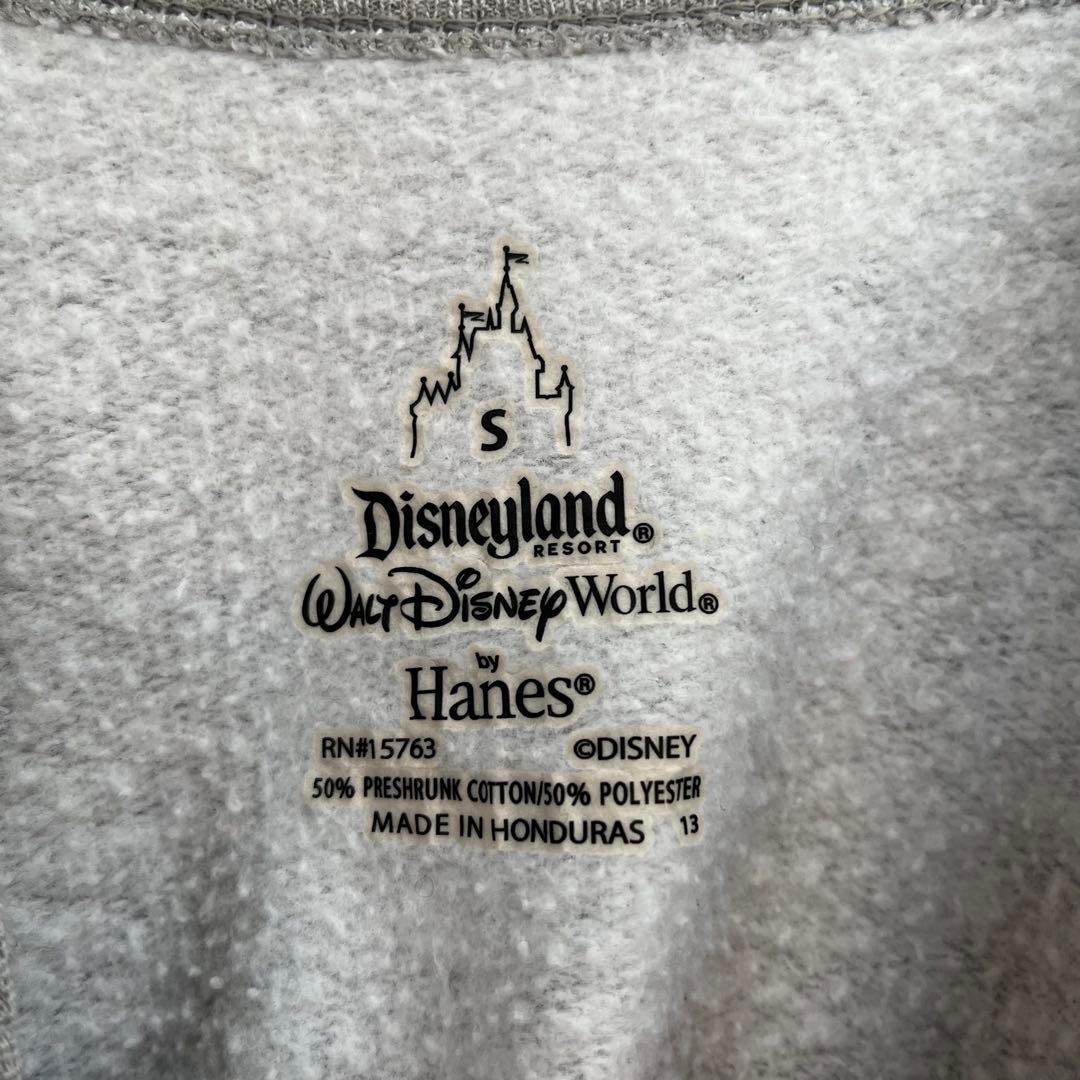 S
Disneyland®
RESORT
WALT DISNEY World®
by
Hanes®
RN#15763 ©DISNEY
50% PRESHRUNK COTTON/50% POLYESTER
MADE IN HONDURAS 13